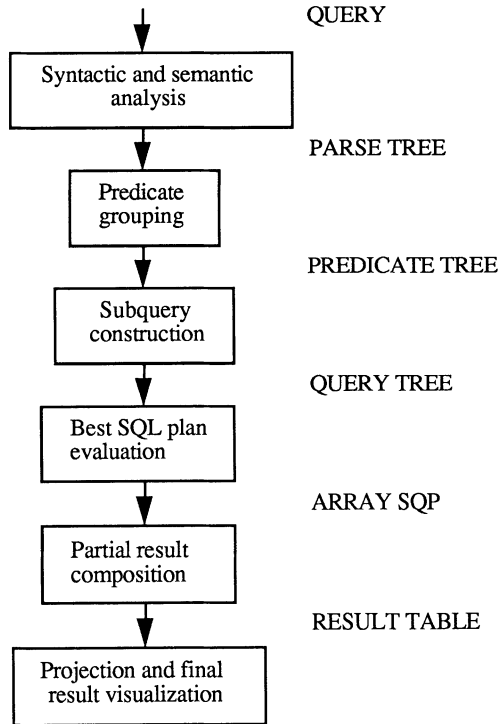 QUERY
Syntactic and semantic
analysis
PARSE TREE
Predicate
grouping
PREDICATE TREE
Subquery
construction
QUERY TREE
Best SQL plan
evaluation
ARRAY SQP
Partial result
composition
RESULT TABLE
Projection and final
result visualization